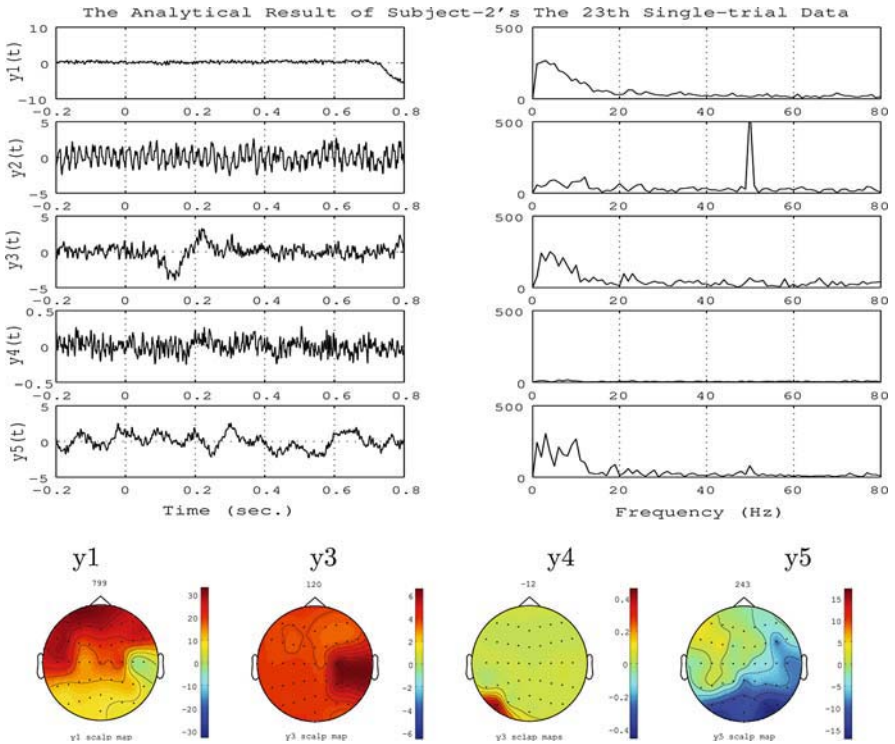 The Analytical Result of Subject-2's The 23th Single-trial Data
10
0
-10
y1(t)
-0.2 0 0.2 0.4 0.6 0.8
500
0
0 20 40 60 80
5
0
-5
y2(t)
-0.2 0 0.2 0.4 0.6 0.8
500
0
0 20 40 60 80
5
0
-5
y3(t)
-0.2 0 0.2 0.4 0.6 0.8
500
0
0 20 40 60 80
0.5
0
-0.5
y4(t)
-0.2 0 0.2 0.4 0.6 0.8
500
0
0 20 40 60 80
5
0
-5
y5(t)
-0.2 0 0.2 0.4 0.6 0.8
500
0
0 20 40 60 80
Time (sec.) Frequency (Hz)
y1 y3 y4 y5
799 120 -12 243
30
20
10
0
-10
-20
-30
6
4
2
0
-2
-4
-6
0.4
0.2
0
-0.2
-0.4
15
10
5
0
-5
-10
-15
y1 scalp map y3 scalp map y3 sclap maps y5 scalp map